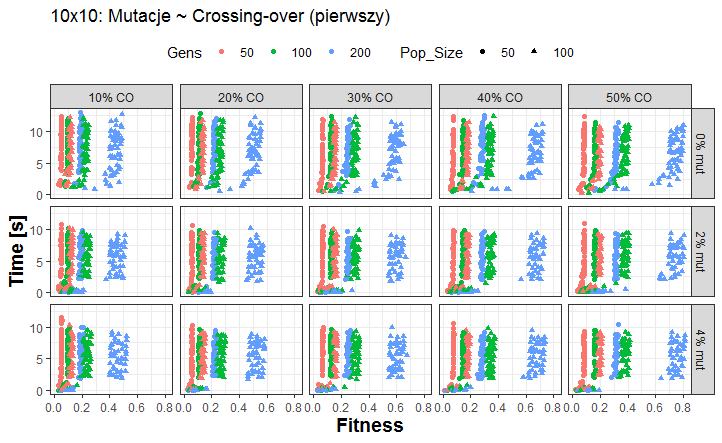 10x10: Mutacje ~ Crossing-over (pierwszy)
Gens 50 100 200 Pop_Size 50 100
10% CO 20% CO 30% CO 40% CO 50% CO
Time [s]
10
5
0
0% mut
10
5
0
2% mut
10
5
0
4% mut
0.0 0.2 0.4 0.6 0.8 0.0 0.2 0.4 0.6 0.8 0.0 0.2 0.4 0.6 0.8 0.0 0.2 0.4 0.6 0.8 0.0 0.2 0.4 0.6 0.8
Fitness